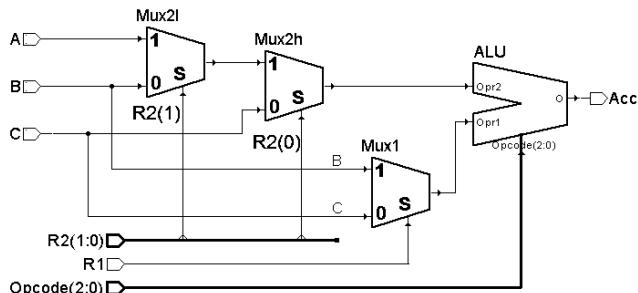 Mux2l
A
1
B
0
S
R2(1)
Mux2h
1
0
S
R2(0)
C
ALU
Opr2
O
Acc
Opr1
Opcode(2:0)
Mux1
B
1
C
0
S
R2(1:0)
R1
Opcode(2:0)